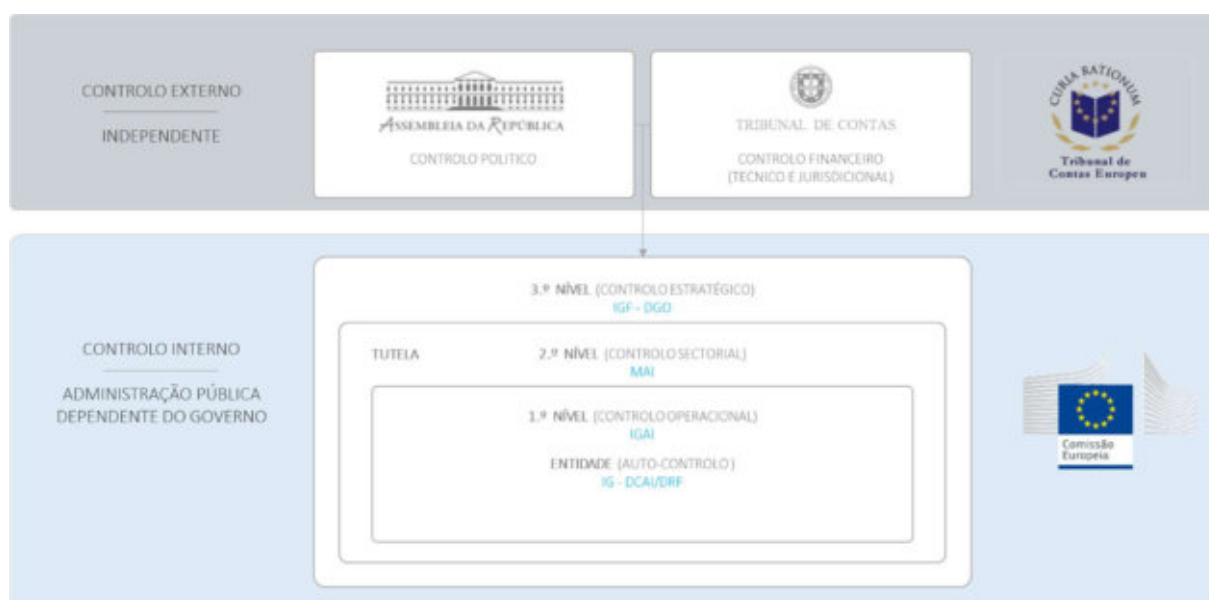 CONTROLO EXTERNO
INDEPENDENTE
ASSEMBLEIA DA REPÚBLICA
CONTROLO POLITICO
TRIBUNAL DE CONTAS
CONTROLO FINANCEIRO
(TECNICO E JURISDICIONAL)
CURIA RATIONUM
Tribunal de
Contas Europeu
CONTROLO INTERNO
ADMINISTRAÇÃO PÚBLICA
DEPENDENTE DO GOVERNO
3.º NÍVEL (CONTROLO ESTRATÉGICO)
IGF - DGO
TUTELA
2.º NÍVEL (CONTROLO SECTORIAL)
MAI
1.º NÍVEL (CONTROLO OPERACIONAL)
IGAI
ENTIDADE (AUTO-CONTROLO)
IG - DCAI/DRF
Comissão
Europeia